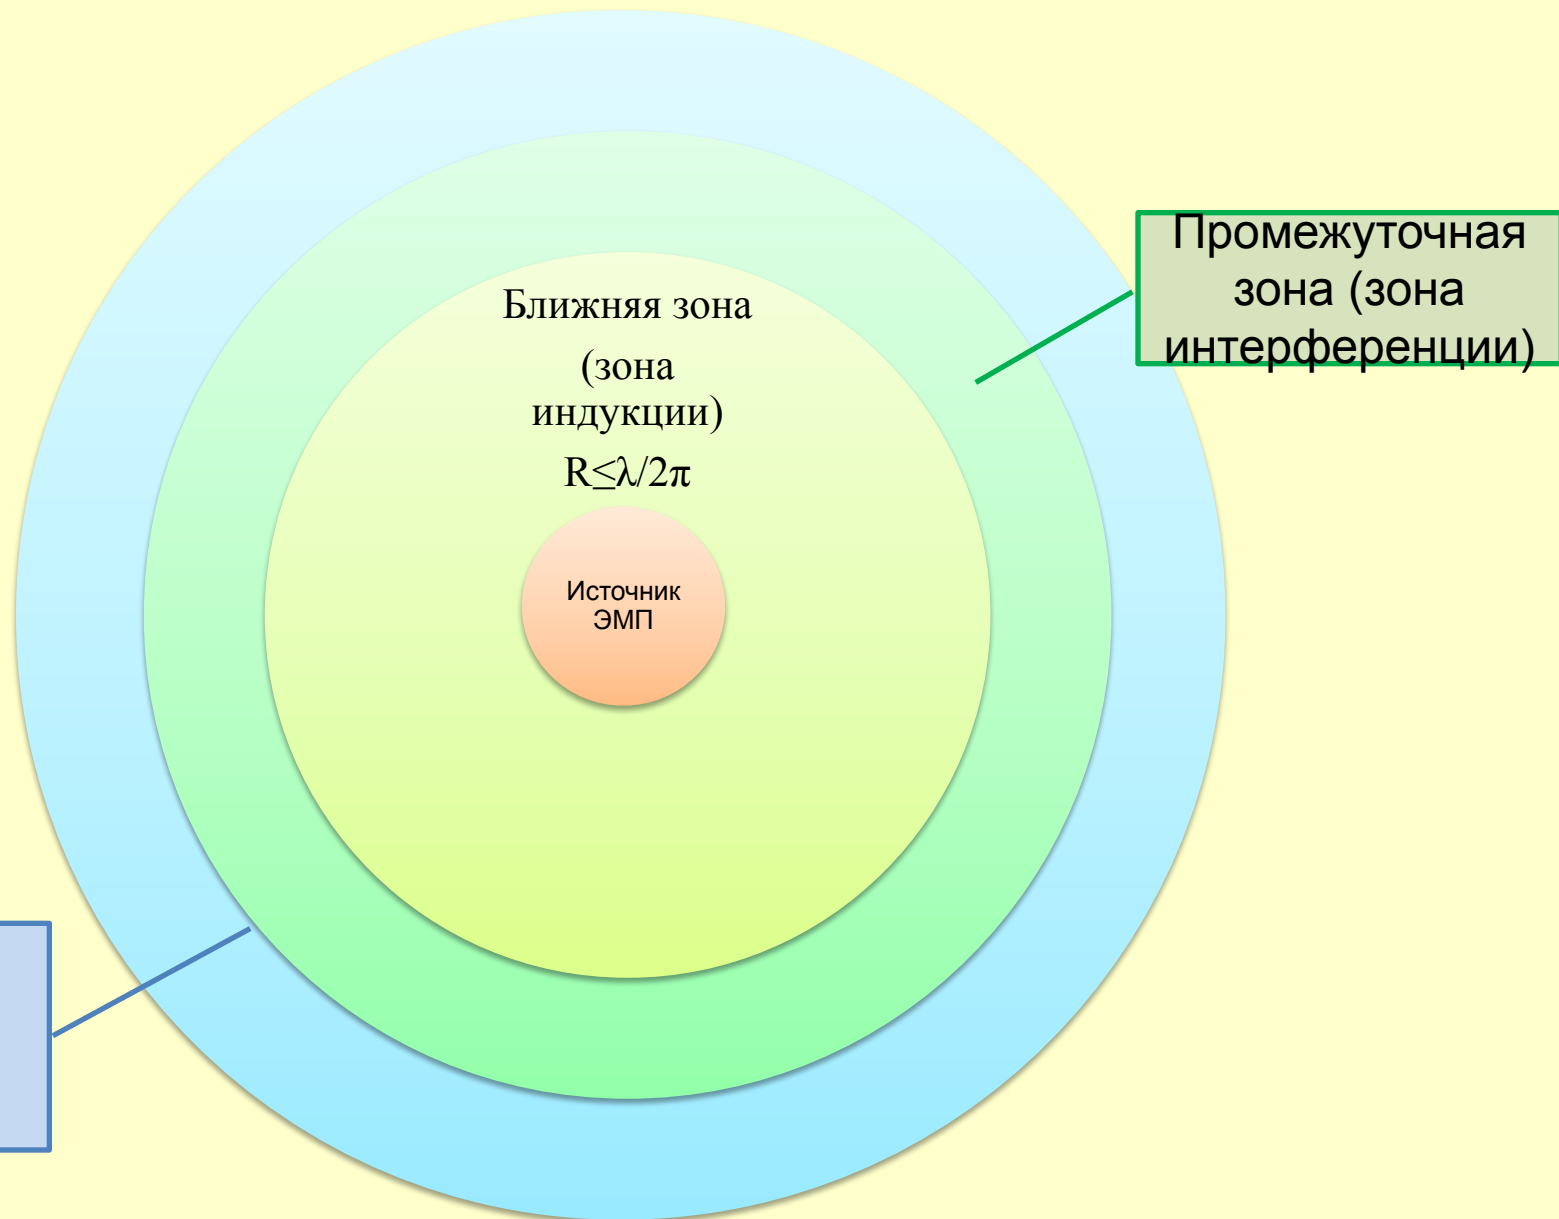 Промежуточная
зона (зона
интерференции)
Ближняя зона
(зона
индукции)
R≤λ/2π
Источник
ЭМП